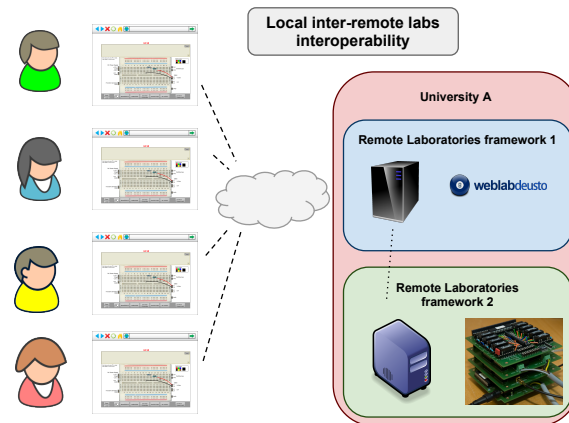 Local inter-remote labs
interoperability
University A
Remote Laboratories framework 1
weblabdeusto
Remote Laboratories
framework 2